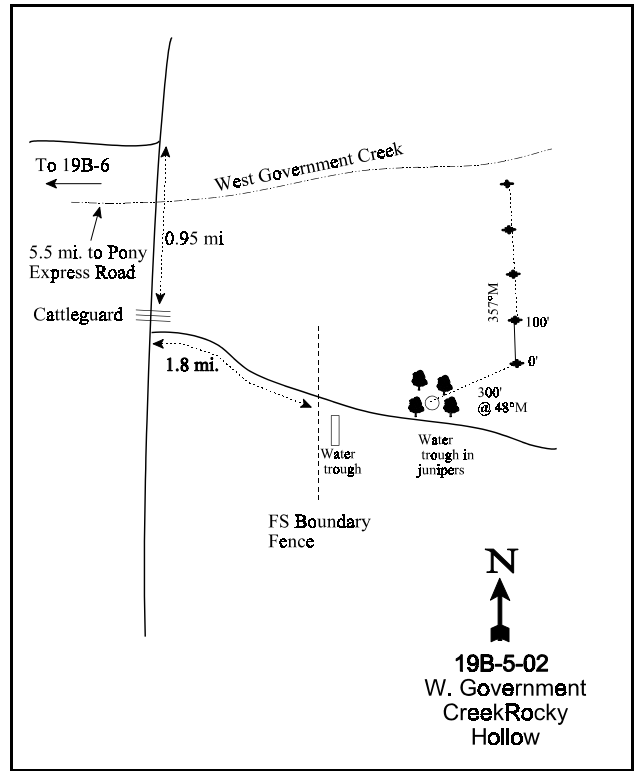 To 19B-6
West Government Creek
0.95 mi
5.5 mi. to Pony
Express Road
Cattleguard
357°M
100'
1.8 mi.
0'
300'
@ 48°M
Water
trough
Water
trough in
junipers
FS Boundary
Fence
N
19B-5-02
W. Government
CreekRocky
Hollow